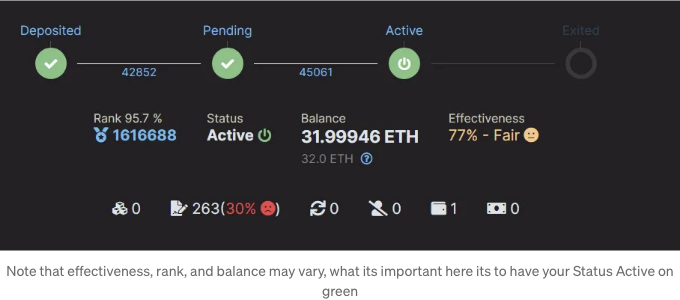 Deposited Pending Active Exited
42852 45061
Rank 95.7 % Status Balance Effectiveness
1616688 Active 31.99946 ETH 77% - Fair
32.0 ETH ?
0 263(30% ) 0 0 1 0
Note that effectiveness, rank, and balance may vary, what its important here its to have your Status Active on
green